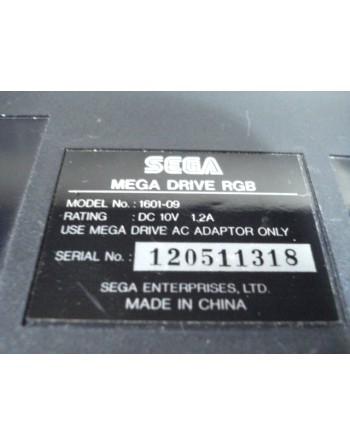 SEGA
MEGA DRIVE RGB
MODEL No. : 1601-09
RATING : DC 10V 1.2A
USE MEGA DRIVE AC ADAPTOR ONLY
SERIAL No. : 120511318
SEGA ENTERPRISES, LTD.
MADE IN CHINA